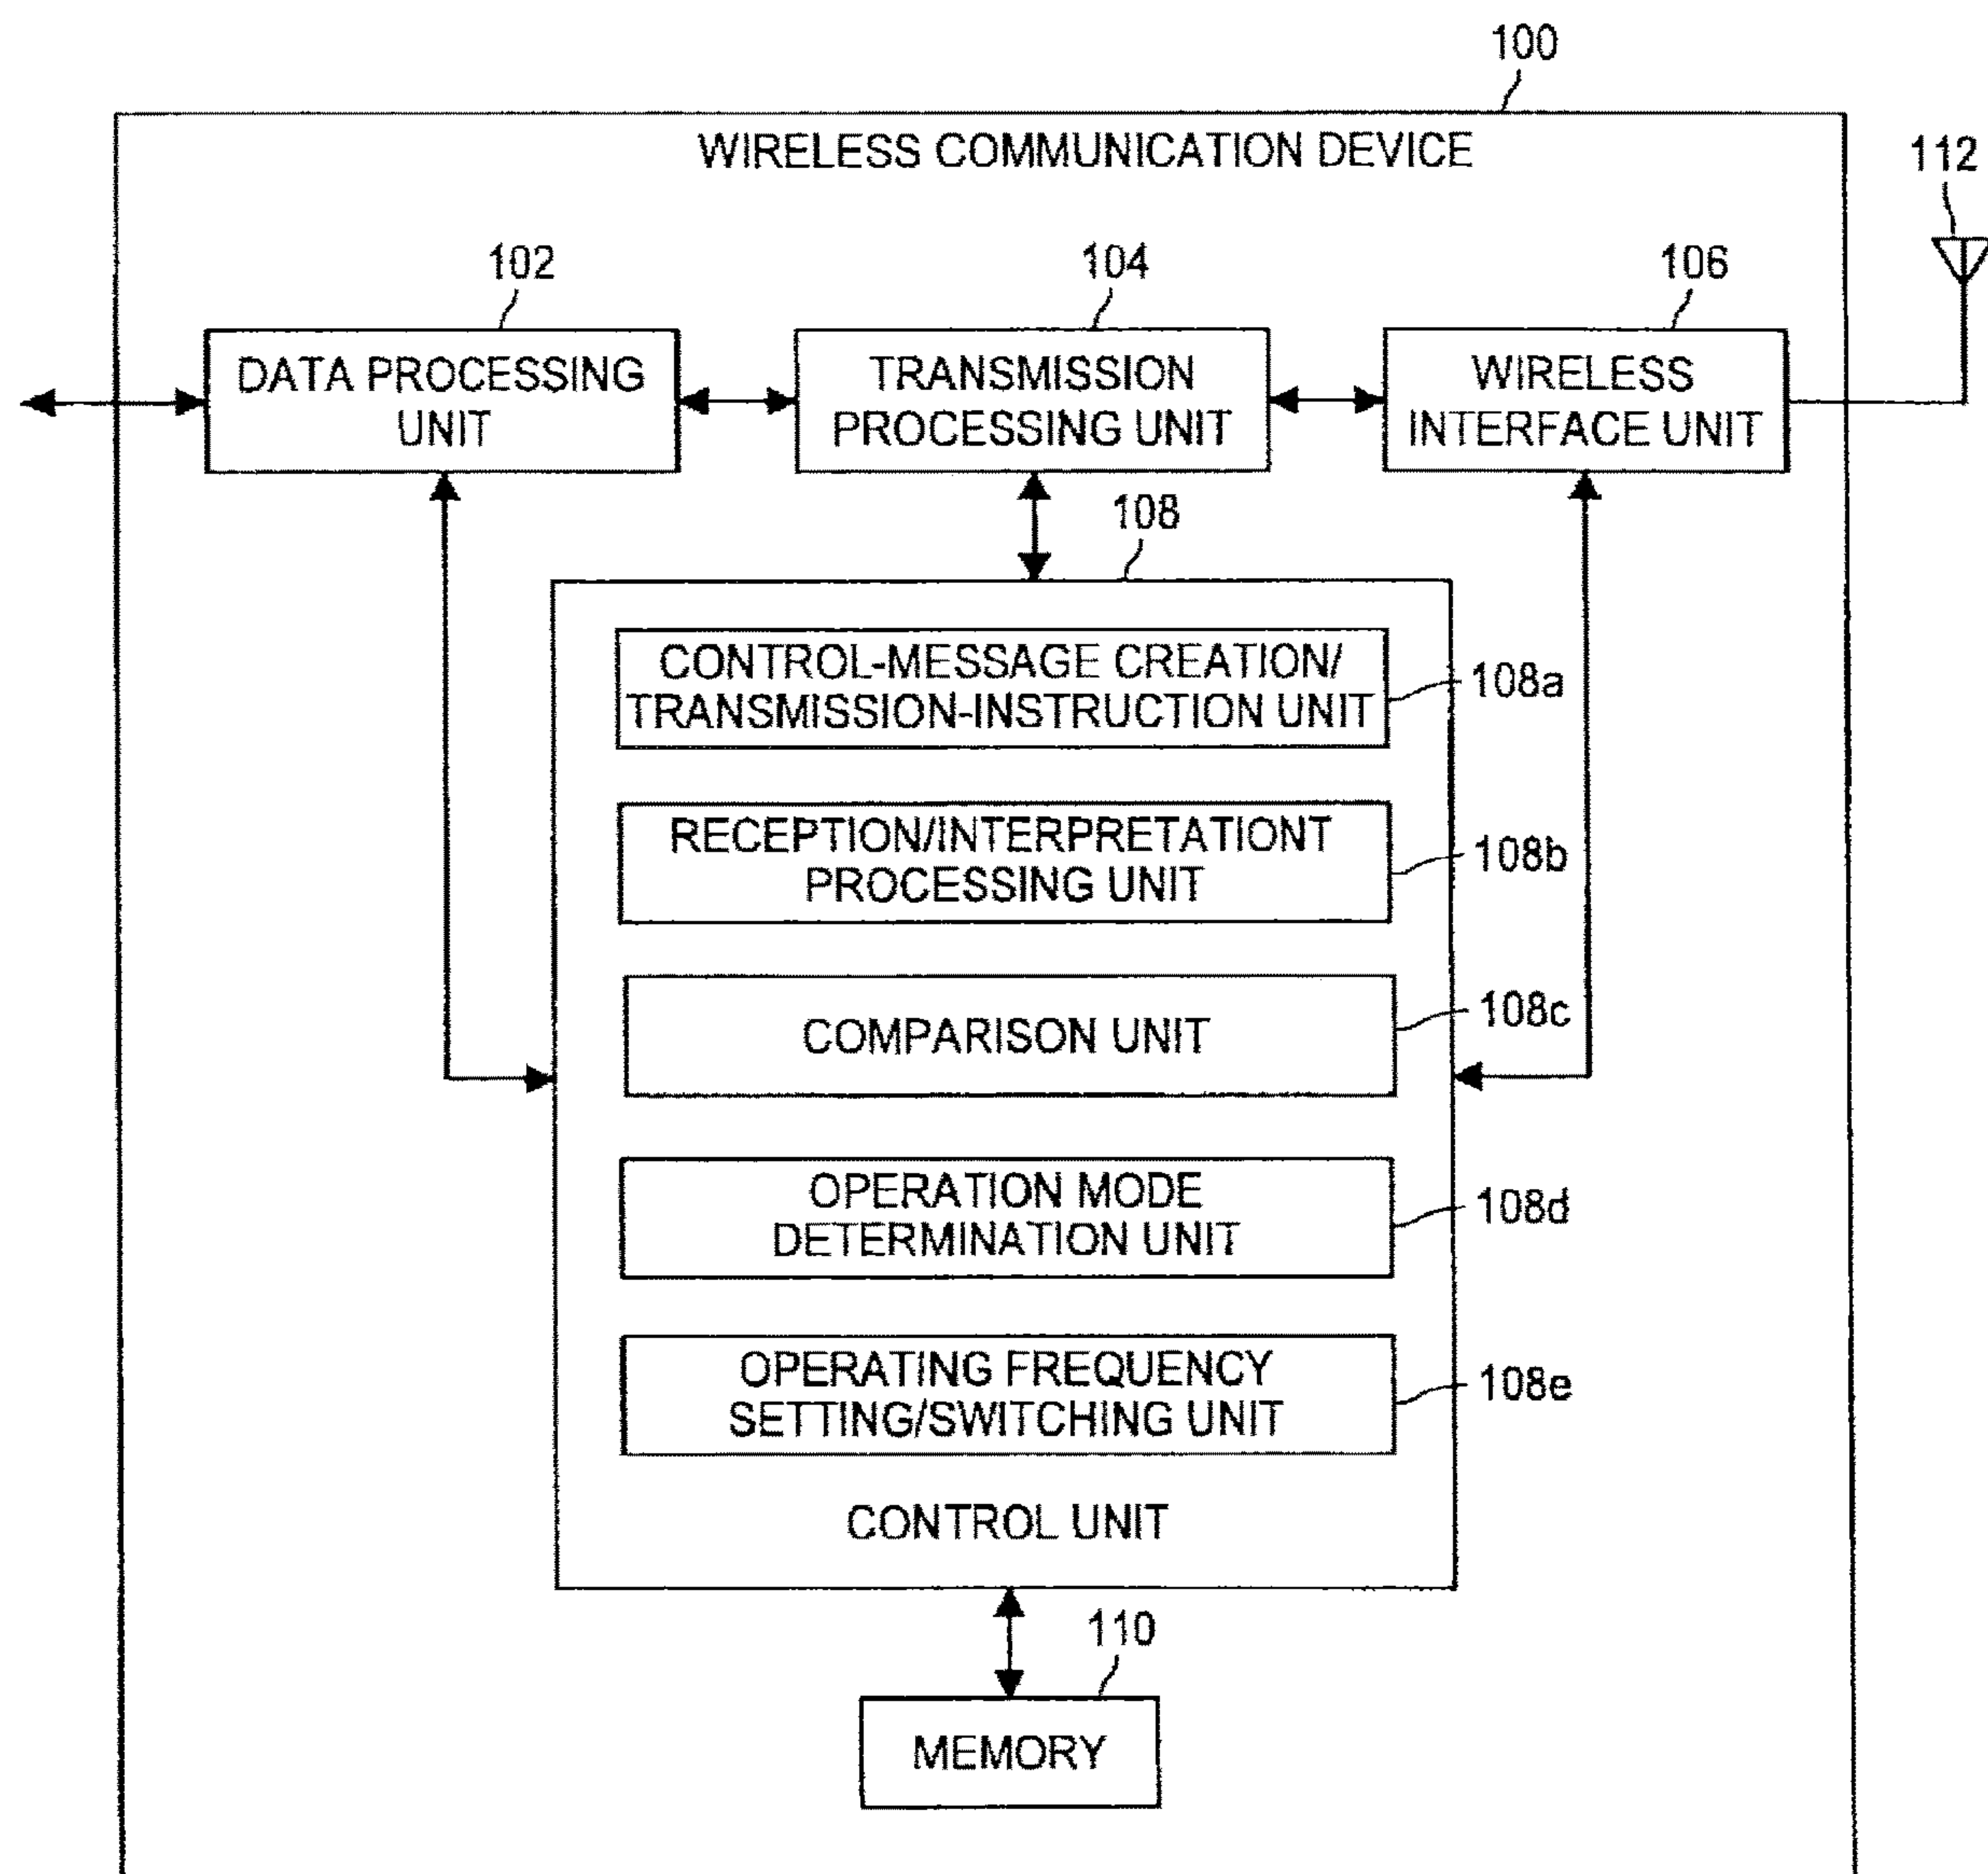 100
WIRELESS COMMUNICATION DEVICE
112
102
104
106
DATA PROCESSING
UNIT
TRANSMISSION
PROCESSING UNIT
WIRELESS
INTERFACE UNIT
108
CONTROL-MESSAGE CREATION/
TRANSMISSION-INSTRUCTION UNIT
108a
RECEPTION/INTERPRETATIONT
PROCESSING UNIT
108b
COMPARISON UNIT
108c
OPERATION MODE
DETERMINATION UNIT
108d
OPERATING FREQUENCY
SETTING/SWITCHING UNIT
108e
CONTROL UNIT
110
MEMORY